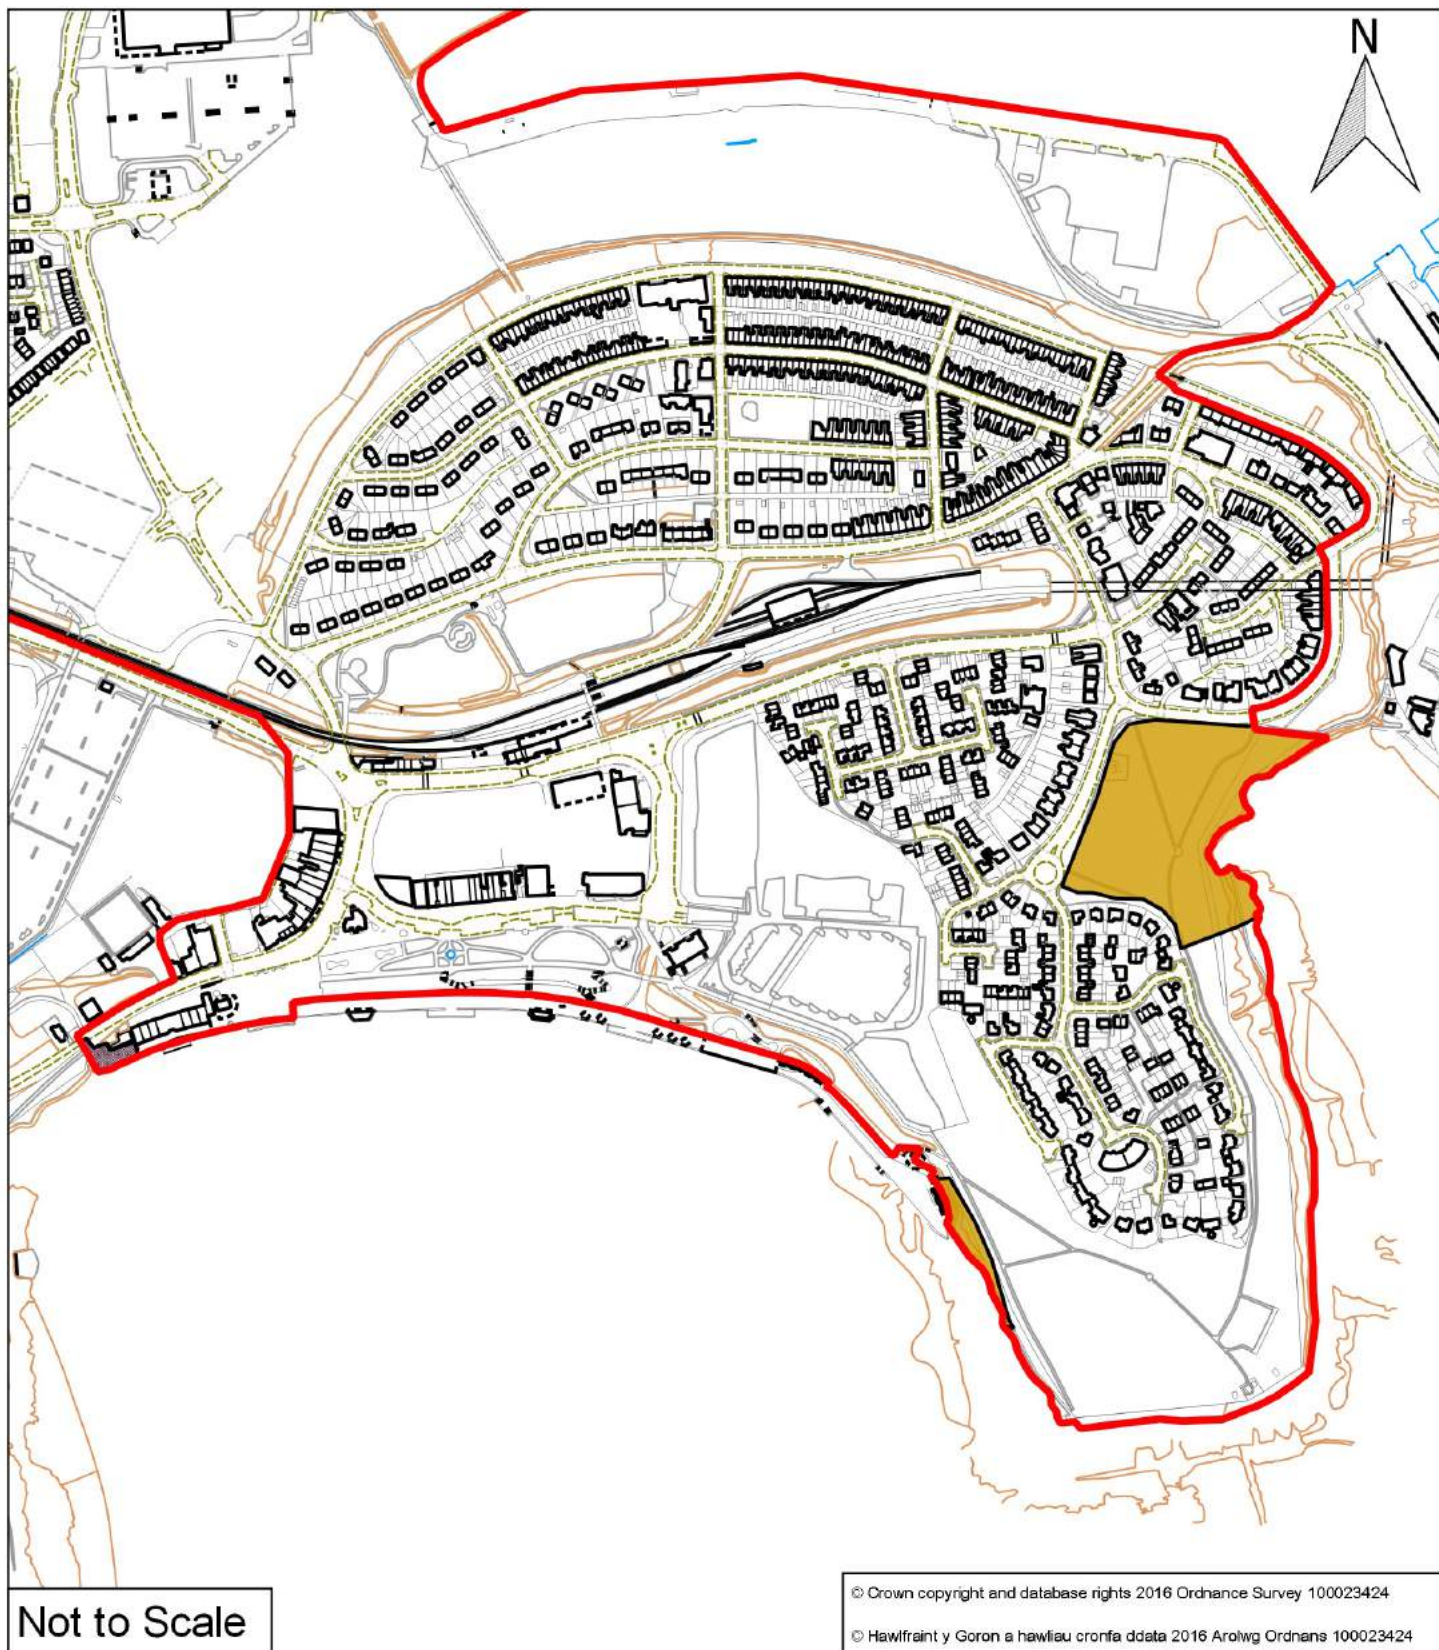 N
Not to Scale
© Crown copyright and database rights 2016 Ordnance Survey 100023424
© Hawlfraint y Goron a hawliau cronfa ddata 2016 Arolwg Ordnans 100023424